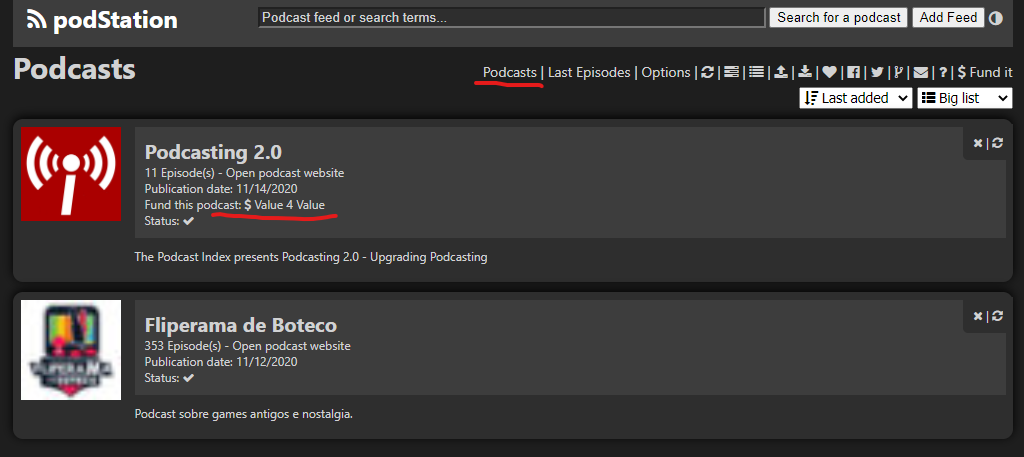 podStation
Podcast feed or search terms...
Search for a podcast
Add Feed
Podcasts
Podcasts | Last Episodes | Options | | | | | | | | | | | ? | $ Fund it
Last added
Big list
Podcasting 2.0
11 Episode(s) - Open podcast website
Publication date: 11/14/2020
Fund this podcast: $ Value 4 Value
Status:
The Podcast Index presents Podcasting 2.0 - Upgrading Podcasting
Fliperama de Boteco
353 Episode(s) - Open podcast website
Publication date: 11/12/2020
Status:
Podcast sobre games antigos e nostalgia.